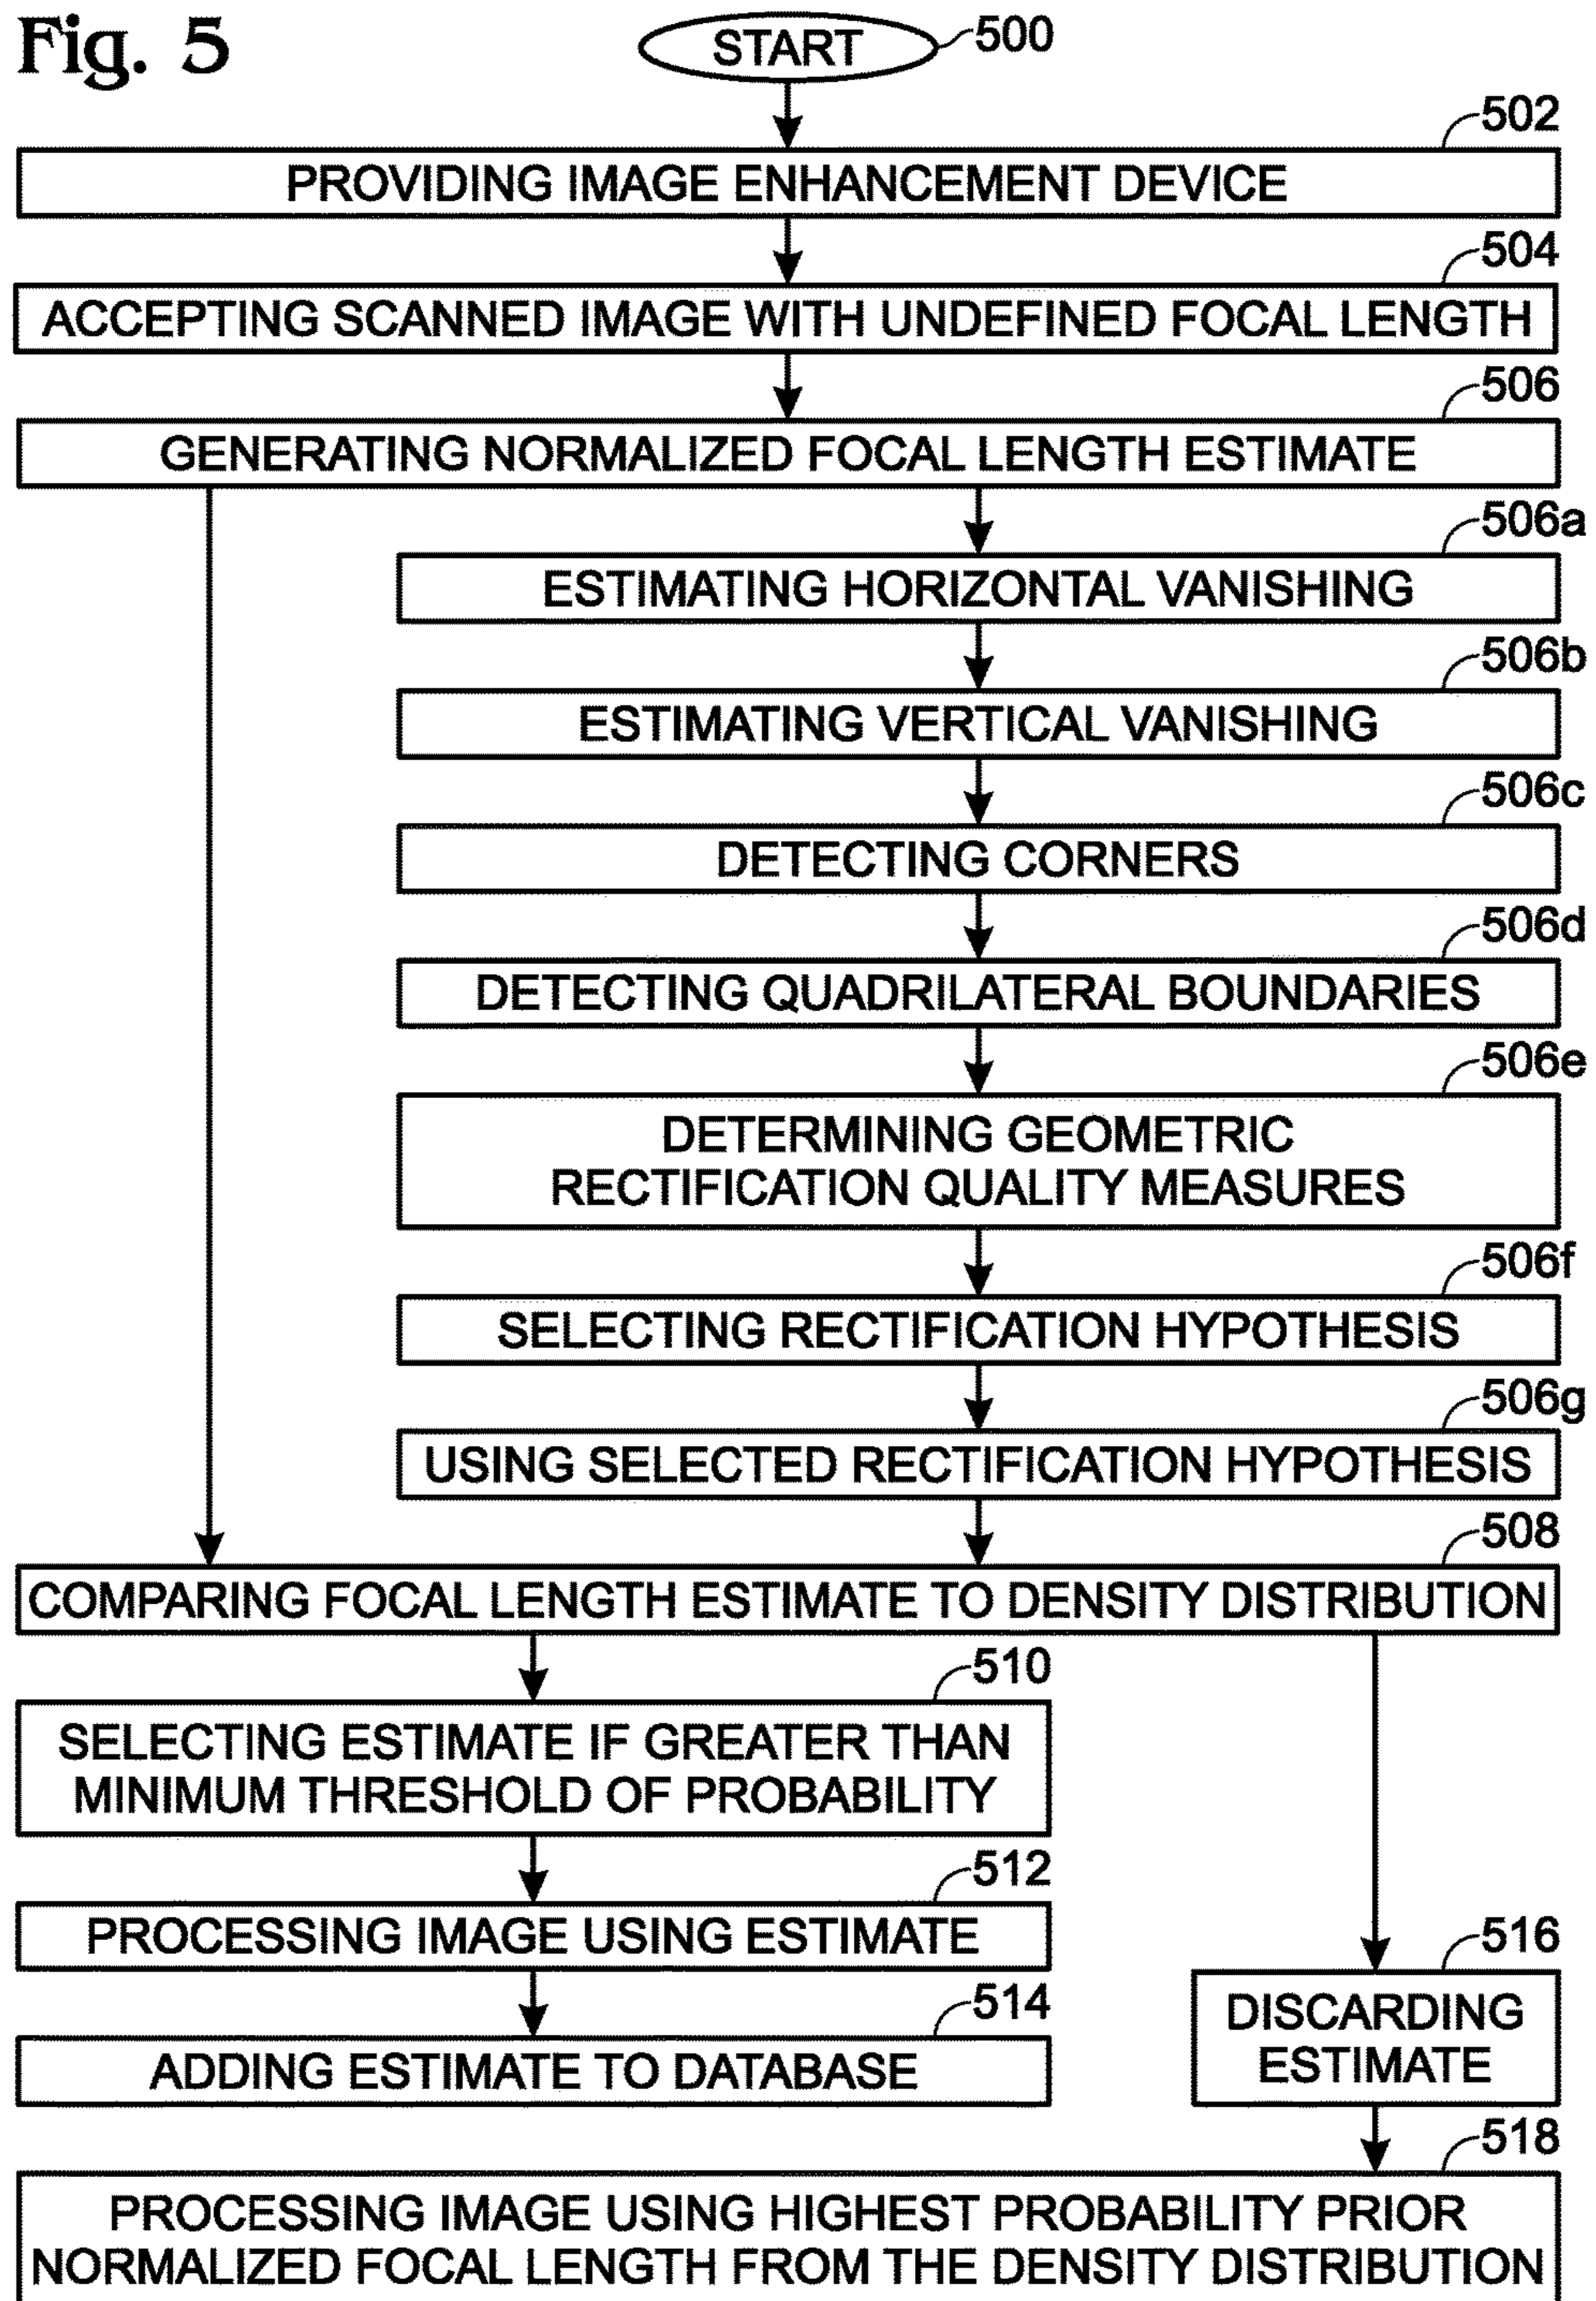 Fig. 5
START
500
502
PROVIDING IMAGE ENHANCEMENT DEVICE
504
ACCEPTING SCANNED IMAGE WITH UNDEFINED FOCAL LENGTH
506
GENERATING NORMALIZED FOCAL LENGTH ESTIMATE
506a
ESTIMATING HORIZONTAL VANISHING
506b
ESTIMATING VERTICAL VANISHING
506c
DETECTING CORNERS
506d
DETECTING QUADRILATERAL BOUNDARIES
506e
DETERMINING GEOMETRIC
RECTIFICATION QUALITY MEASURES
506f
SELECTING RECTIFICATION HYPOTHESIS
506g
USING SELECTED RECTIFICATION HYPOTHESIS
508
COMPARING FOCAL LENGTH ESTIMATE TO DENSITY DISTRIBUTION
510
SELECTING ESTIMATE IF GREATER THAN
MINIMUM THRESHOLD OF PROBABILITY
512
PROCESSING IMAGE USING ESTIMATE
514
ADDING ESTIMATE TO DATABASE
516
DISCARDING
ESTIMATE
518
PROCESSING IMAGE USING HIGHEST PROBABILITY PRIOR
NORMALIZED FOCAL LENGTH FROM THE DENSITY DISTRIBUTION